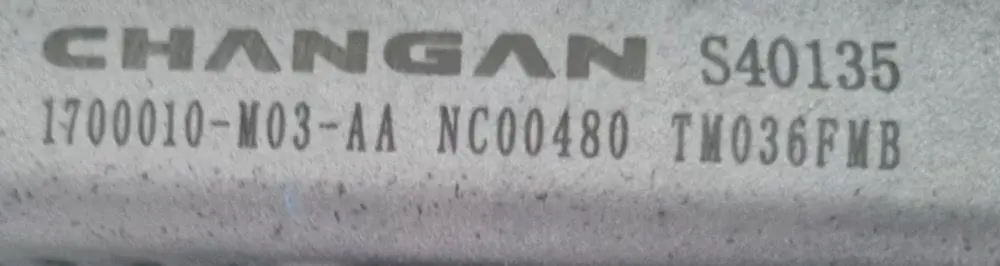 CHANGAN S40135
1700010-M03-AA NC00480 TM036FMB